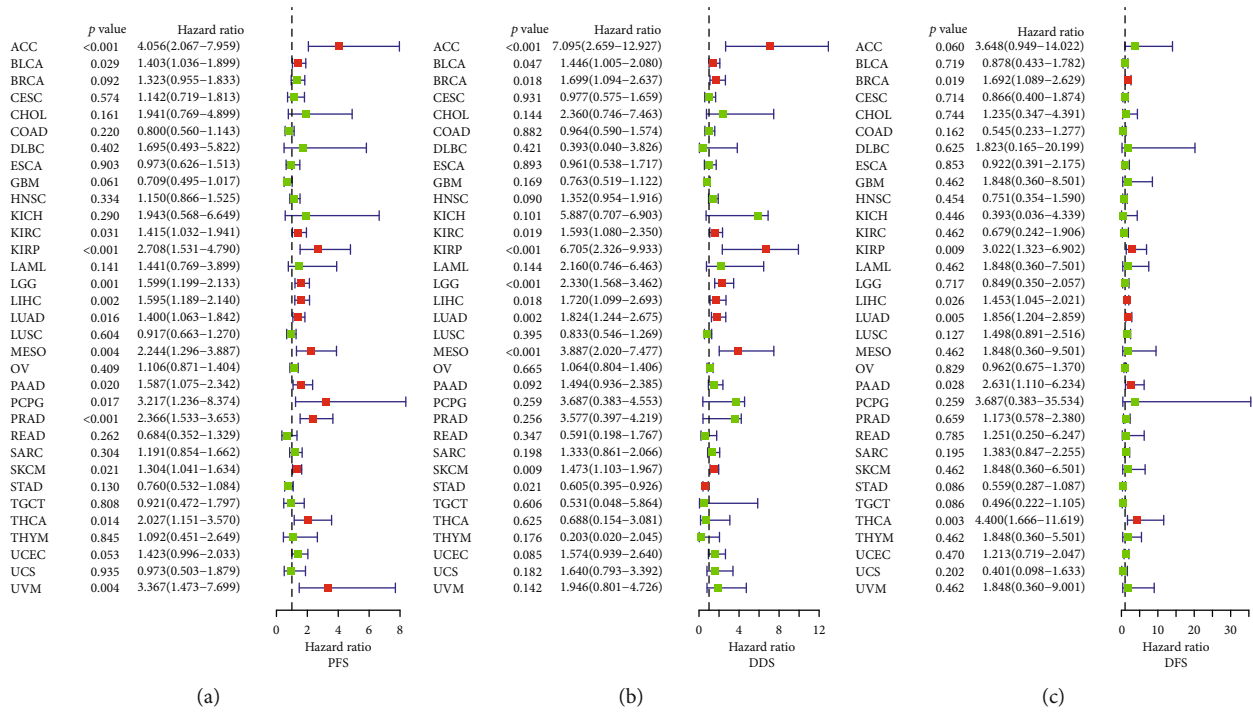 p value Hazard ratio
ACC <0.001 4.056(2.067−7.959)
BLCA 0.029 1.403(1.036−1.899)
BRCA 0.092 1.323(0.955−1.833)
CESC 0.574 1.142(0.719−1.813)
CHOL 0.161 1.941(0.769−4.899)
COAD 0.220 0.800(0.560−1.143)
DLBC 0.402 1.695(0.493−5.822)
ESCA 0.903 0.973(0.626−1.513)
GBM 0.061 0.709(0.495−1.017)
HNSC 0.334 1.150(0.866−1.525)
KICH 0.290 1.943(0.568−6.649)
KIRC 0.031 1.415(1.032−1.941)
KIRP <0.001 2.708(1.531−4.790)
LAML 0.141 1.441(0.769−3.899)
LGG 0.001 1.599(1.199−2.133)
LIHC 0.002 1.595(1.189−2.140)
LUAD 0.016 1.400(1.063−1.842)
LUSC 0.604 0.917(0.663−1.270)
MESO 0.004 2.244(1.296−3.887)
OV 0.409 1.106(0.871−1.404)
PAAD 0.020 1.587(1.075−2.342)
PCPG 0.017 3.217(1.236−8.374)
PRAD <0.001 2.366(1.533−3.653)
READ 0.262 0.684(0.352−1.329)
SARC 0.304 1.191(0.854−1.662)
SKCM 0.021 1.304(1.041−1.634)
STAD 0.130 0.760(0.532−1.084)
TGCT 0.808 0.921(0.472−1.797)
THCA 0.014 2.027(1.151−3.570)
THYM 0.845 1.092(0.451−2.649)
UCEC 0.053 1.423(0.996−2.033)
UCS 0.935 0.973(0.503−1.879)
UVM 0.004 3.367(1.473−7.699)
0 2 4 6 8
Hazard ratio
PFS
(a)
p value Hazard ratio
ACC <0.001 7.095(2.659−12.927)
BLCA 0.047 1.446(1.005−2.080)
BRCA 0.018 1.699(1.094−2.637)
CESC 0.931 0.977(0.575−1.659)
CHOL 0.144 2.360(0.746−7.463)
COAD 0.882 0.964(0.590−1.574)
DLBC 0.421 0.393(0.040−3.826)
ESCA 0.893 0.961(0.538−1.717)
GBM 0.169 0.763(0.519−1.122)
HNSC 0.090 1.352(0.954−1.916)
KICH 0.101 5.887(0.707−6.903)
KIRC 0.019 1.593(1.080−2.350)
KIRP <0.001 6.705(2.326−9.933)
LAML 0.144 2.160(0.746−6.463)
LGG <0.001 2.330(1.568−3.462)
LIHC 0.018 1.720(1.099−2.693)
LUAD 0.002 1.824(1.244−2.675)
LUSC 0.395 0.833(0.546−1.269)
MESO <0.001 3.887(2.020−7.477)
OV 0.665 1.064(0.804−1.406)
PAAD 0.092 1.494(0.936−2.385)
PCPG 0.259 3.687(0.383−4.553)
PRAD 0.256 3.577(0.397−4.219)
READ 0.347 0.591(0.198−1.767)
SARC 0.198 1.333(0.861−2.066)
SKCM 0.009 1.473(1.103−1.967)
STAD 0.021 0.605(0.395−0.926)
TGCT 0.606 0.531(0.048−5.864)
THCA 0.625 0.688(0.154−3.081)
THYM 0.176 0.203(0.020−2.045)
UCEC 0.085 1.574(0.939−2.640)
UCS 0.182 1.640(0.793−3.392)
UVM 0.142 1.946(0.801−4.726)
0 4 8 12
Hazard ratio
DDS
(b)
p value Hazard ratio
ACC 0.060 3.648(0.949−14.022)
BLCA 0.719 0.878(0.433−1.782)
BRCA 0.019 1.692(1.089−2.629)
CESC 0.714 0.866(0.400−1.874)
CHOL 0.744 1.235(0.347−4.391)
COAD 0.162 0.545(0.233−1.277)
DLBC 0.625 1.823(0.165−20.199)
ESCA 0.853 0.922(0.391−2.175)
GBM 0.462 1.848(0.360−8.501)
HNSC 0.454 0.751(0.354−1.590)
KICH 0.446 0.393(0.036−4.339)
KIRC 0.462 0.679(0.242−1.906)
KIRP 0.009 3.022(1.323−6.902)
LAML 0.462 1.848(0.360−7.501)
LGG 0.717 0.849(0.350−2.057)
LIHC 0.026 1.453(1.045−2.021)
LUAD 0.005 1.856(1.204−2.859)
LUSC 0.127 1.498(0.891−2.516)
MESO 0.462 1.848(0.360−9.501)
OV 0.829 0.962(0.675−1.370)
PAAD 0.028 2.631(1.110−6.234)
PCPG 0.259 3.687(0.383−35.534)
PRAD 0.659 1.173(0.578−2.380)
READ 0.785 1.251(0.250−6.247)
SARC 0.195 1.383(0.847−2.255)
SKCM 0.462 1.848(0.360−6.501)
STAD 0.086 0.559(0.287−1.087)
TGCT 0.086 0.496(0.222−1.105)
THCA 0.003 4.400(1.666−11.619)
THYM 0.462 1.848(0.360−5.501)
UCEC 0.470 1.213(0.719−2.047)
UCS 0.202 0.401(0.098−1.633)
UVM 0.462 1.848(0.360−9.001)
0 10 20 30
Hazard ratio
DFS
(c)